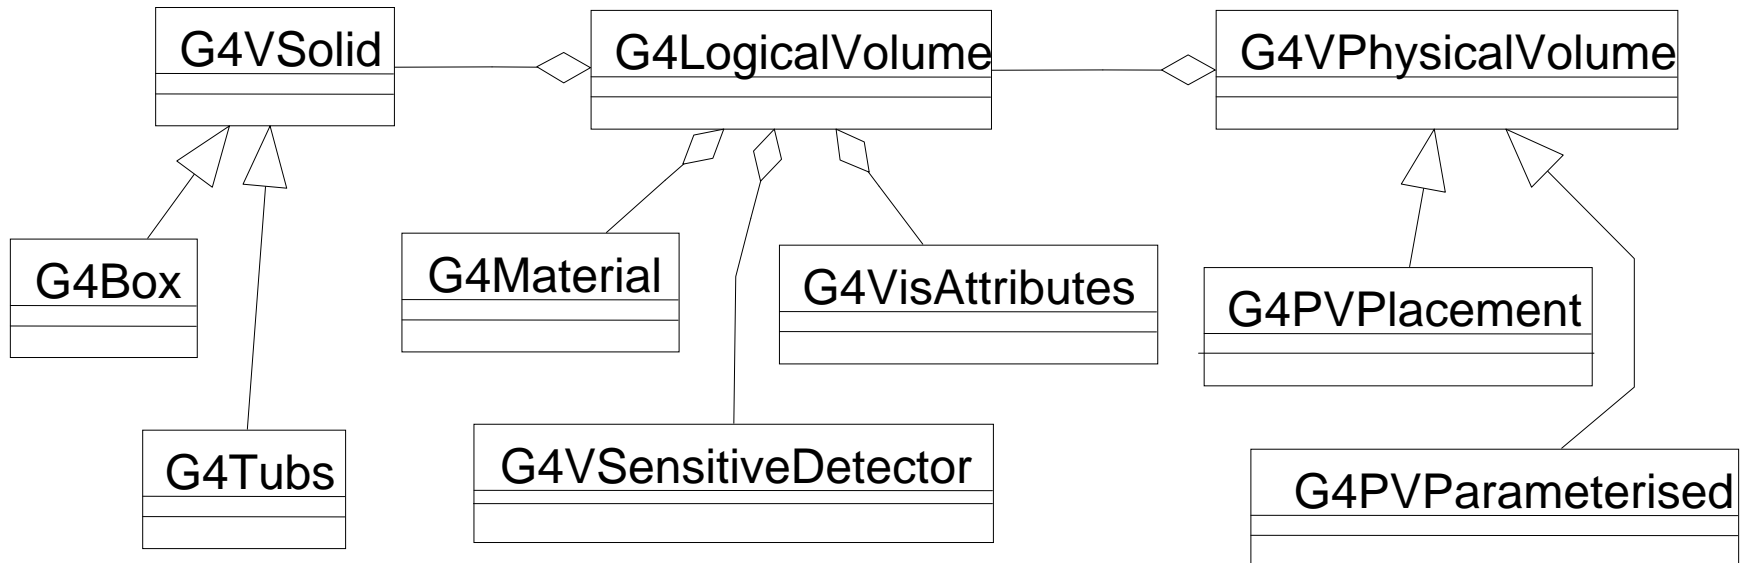 G4VSolid
G4LogicalVolume
G4VPhysicalVolume
G4Box
G4Material
G4VisAttributes
G4PVPlacement
G4Tubs
G4VSensitiveDetector
G4PVParameterised